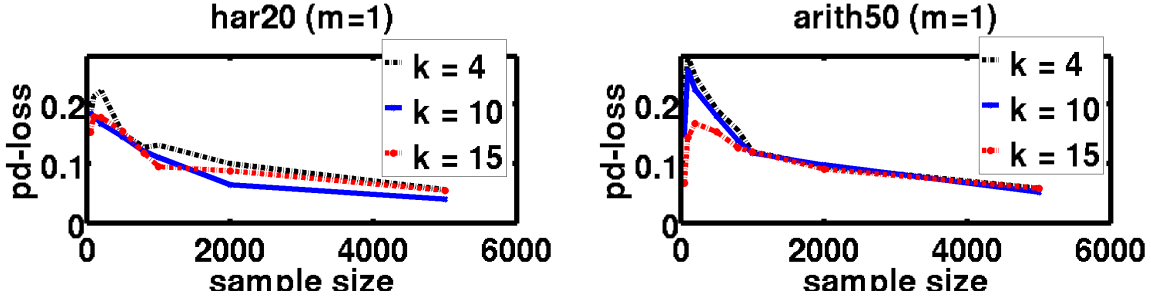 har20 (m=1)
k = 4
k = 10
k = 15
pd-loss
0.2
0.1
0
0 2000 4000 6000
sample size
arith50 (m=1)
k = 4
k = 10
k = 15
pd-loss
0.2
0.1
0
0 2000 4000 6000
sample size